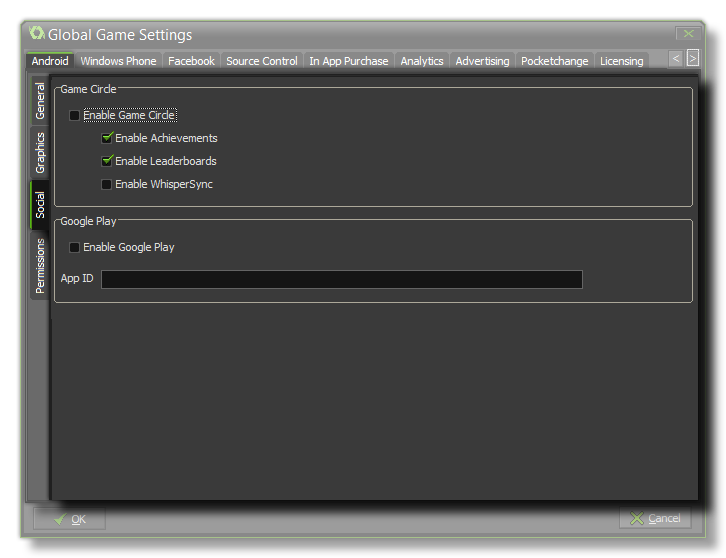 Global Game Settings
Android Windows Phone Facebook Source Control In App Purchase Analytics Advertising Pocketchange Licensing < >
General
Graphics
Social
Permissions
Game Circle
Enable Game Circle
Enable Achievements
Enable Leaderboards
Enable WhisperSync
Google Play
Enable Google Play
App ID
OK
Cancel